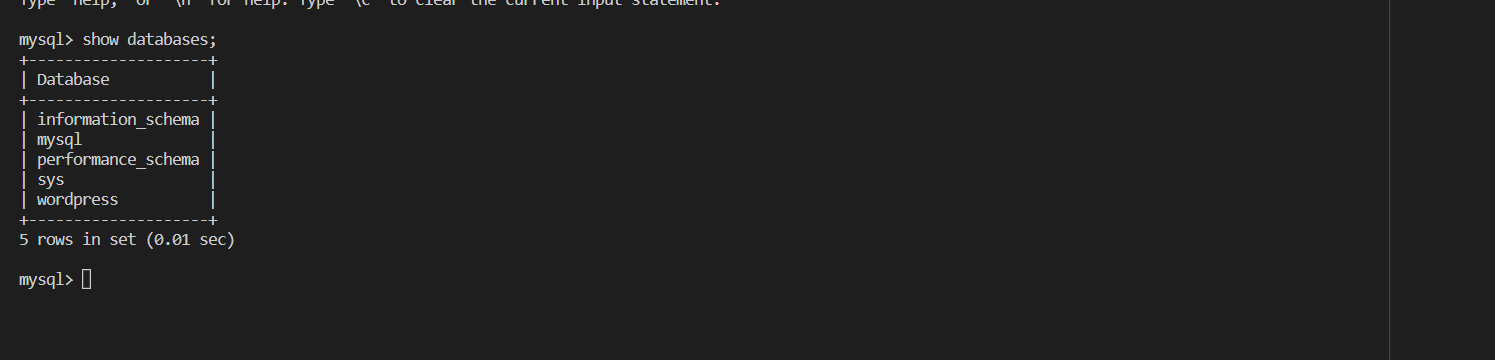 Type 'help;' or '\h' for help. Type '\c' to clear the current input statement.
mysql> show databases;
+--------------------+
| Database           |
+--------------------+
| information_schema |
| mysql              |
| performance_schema |
| sys                |
| wordpress          |
+--------------------+
5 rows in set (0.01 sec)
mysql>